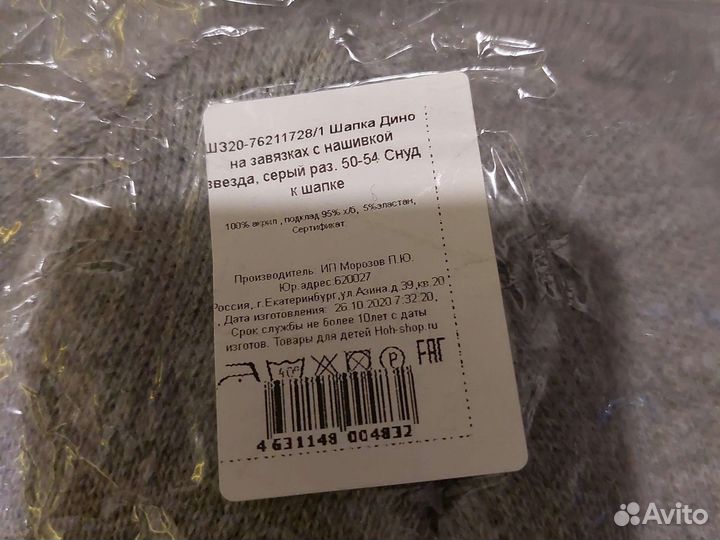 ШЗ20-76211728/1 Шапка Дино
на завязках с нашивкой
звезда, серый раз. 50-54 Снуд
к шапке
100% акрил , подклад 95% х/б, 5%эластан,
Сертификат:
Производитель: ИП Морозов П.Ю.
Юр.адрес:620027
Россия, г.Екатеринбург,ул.Азина д.39,кв.20
, Дата изготовления: 26.10.2020 7:32:20,
Срок службы не более 10лет с даты
изготов. Товары для детей Hoh-shop.ru
40° P ЕАС
4 631148 004832
Avito